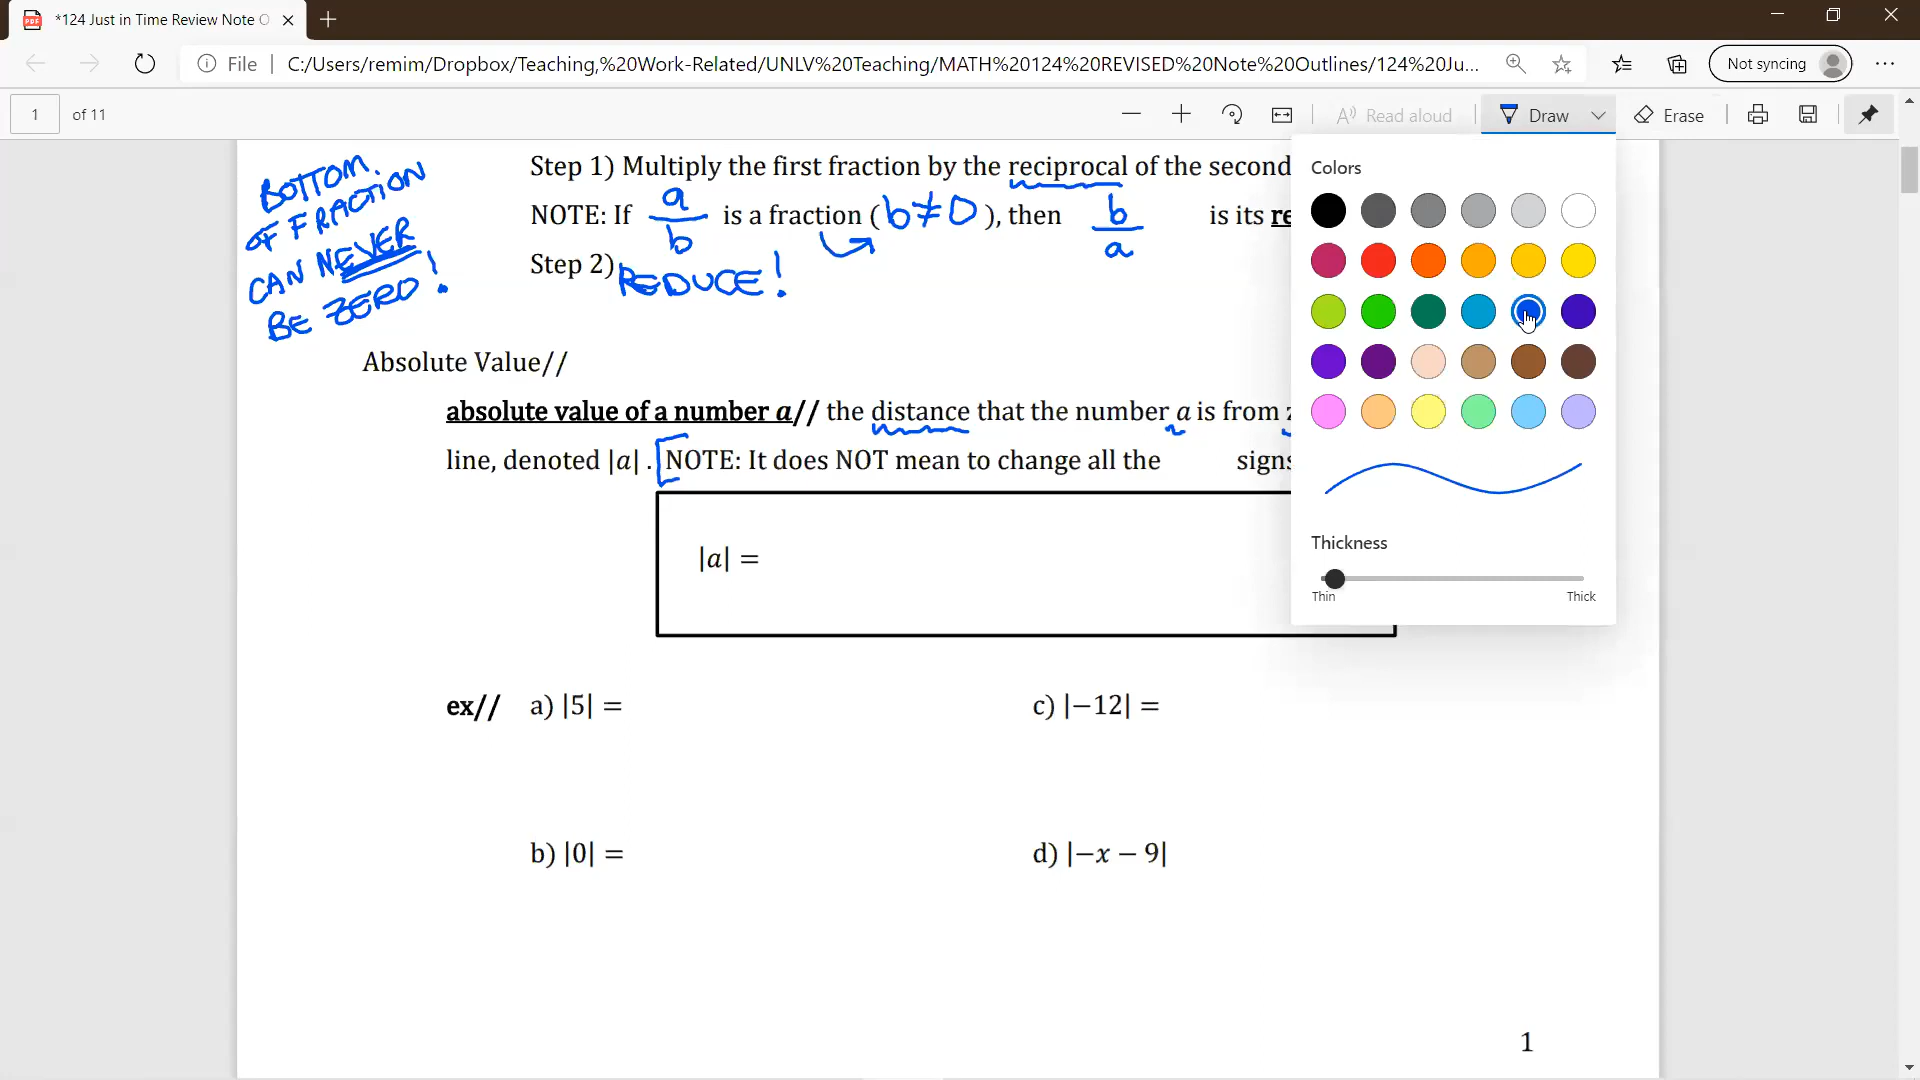 *124 Just in Time Review Note O
File | C:/Users/remim/Dropbox/Teaching,%20Work-Related/UNLV%20Teaching/MATH%20124%20REVISED%20Note%20Outlines/124%20Ju...
Not syncing
1 of 11
Read aloud
Draw
Erase
Step 1) Multiply the first fraction by the reciprocal of the second
NOTE: If a/b is a fraction ( b≠0 ), then b/a is its re
Step 2) REDUCE!
BOTTOM
OF FRACTION
CAN NEVER
BE ZERO!
Absolute Value//
absolute value of a number a// the distance that the number a is from
line, denoted |a| . [NOTE: It does NOT mean to change all the signs
|a| =
ex// a) |5| = c) |−12| =
b) |0| = d) |−x − 9|
1
Colors
Thickness
Thin Thick